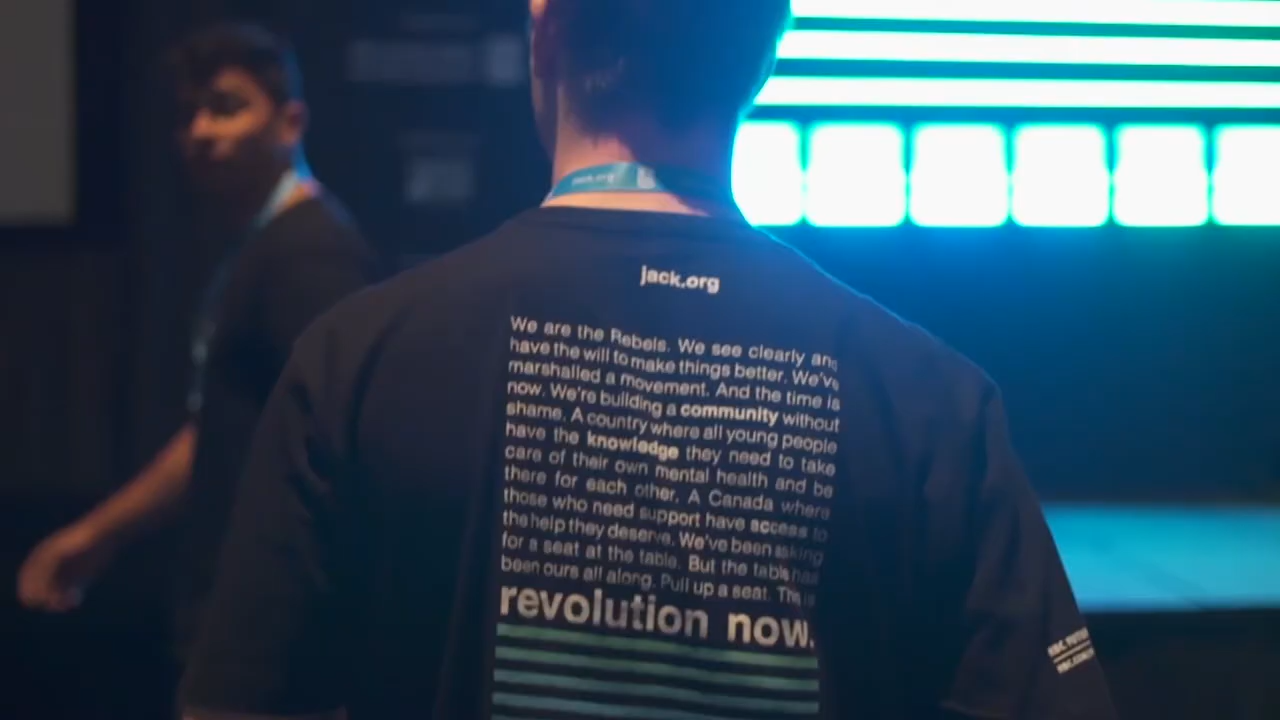 jack.org
We are the Rebels. We see clearly and
have the will to make things better. We've
marshalled a movement. And the time is
now. We're building a community without
shame. A country where all young people
have the knowledge they need to take
care of their own mental health and be
there for each other. A Canada where
those who need support have access to
the help they deserve. We've been asking
for a seat at the table. But the table has
been ours all along. Pull up a seat. This is
revolution now.